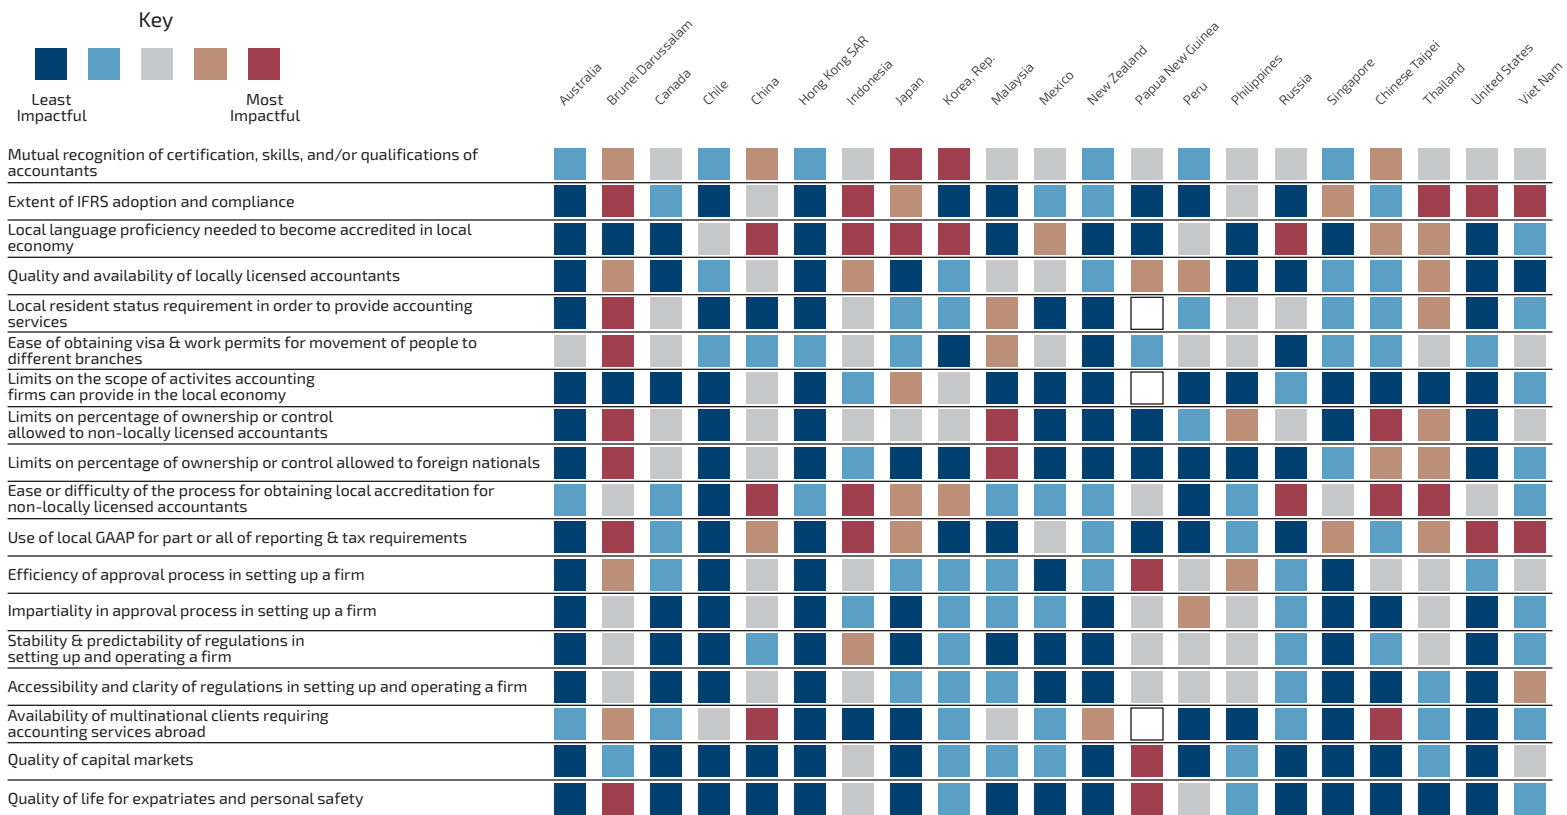 Key
Least
Impactful
Most
Impactful
Australia
Brunei Darussalam
Canada
Chile
China
Hong Kong SAR
Indonesia
Japan
Korea, Rep.
Malaysia
Mexico
New Zealand
Papua New Guinea
Peru
Philippines
Russia
Singapore
Chinese Taipei
Thailand
United States
Viet Nam
Mutual recognition of certification, skills, and/or qualifications of
accountants
Extent of IFRS adoption and compliance
Local language proficiency needed to become accredited in local
economy
Quality and availability of locally licensed accountants
Local resident status requirement in order to provide accounting
services
Ease of obtaining visa & work permits for movement of people to
different branches
Limits on the scope of activites accounting
firms can provide in the local economy
Limits on percentage of ownership or control
allowed to non-locally licensed accountants
Limits on percentage of ownership or control allowed to foreign nationals
Ease or difficulty of the process for obtaining local accreditation for
non-locally licensed accountants
Use of local GAAP for part or all of reporting & tax requirements
Efficiency of approval process in setting up a firm
Impartiality in approval process in setting up a firm
Stability & predictability of regulations in
setting up and operating a firm
Accessibility and clarity of regulations in setting up and operating a firm
Availability of multinational clients requiring
accounting services abroad
Quality of capital markets
Quality of life for expatriates and personal safety